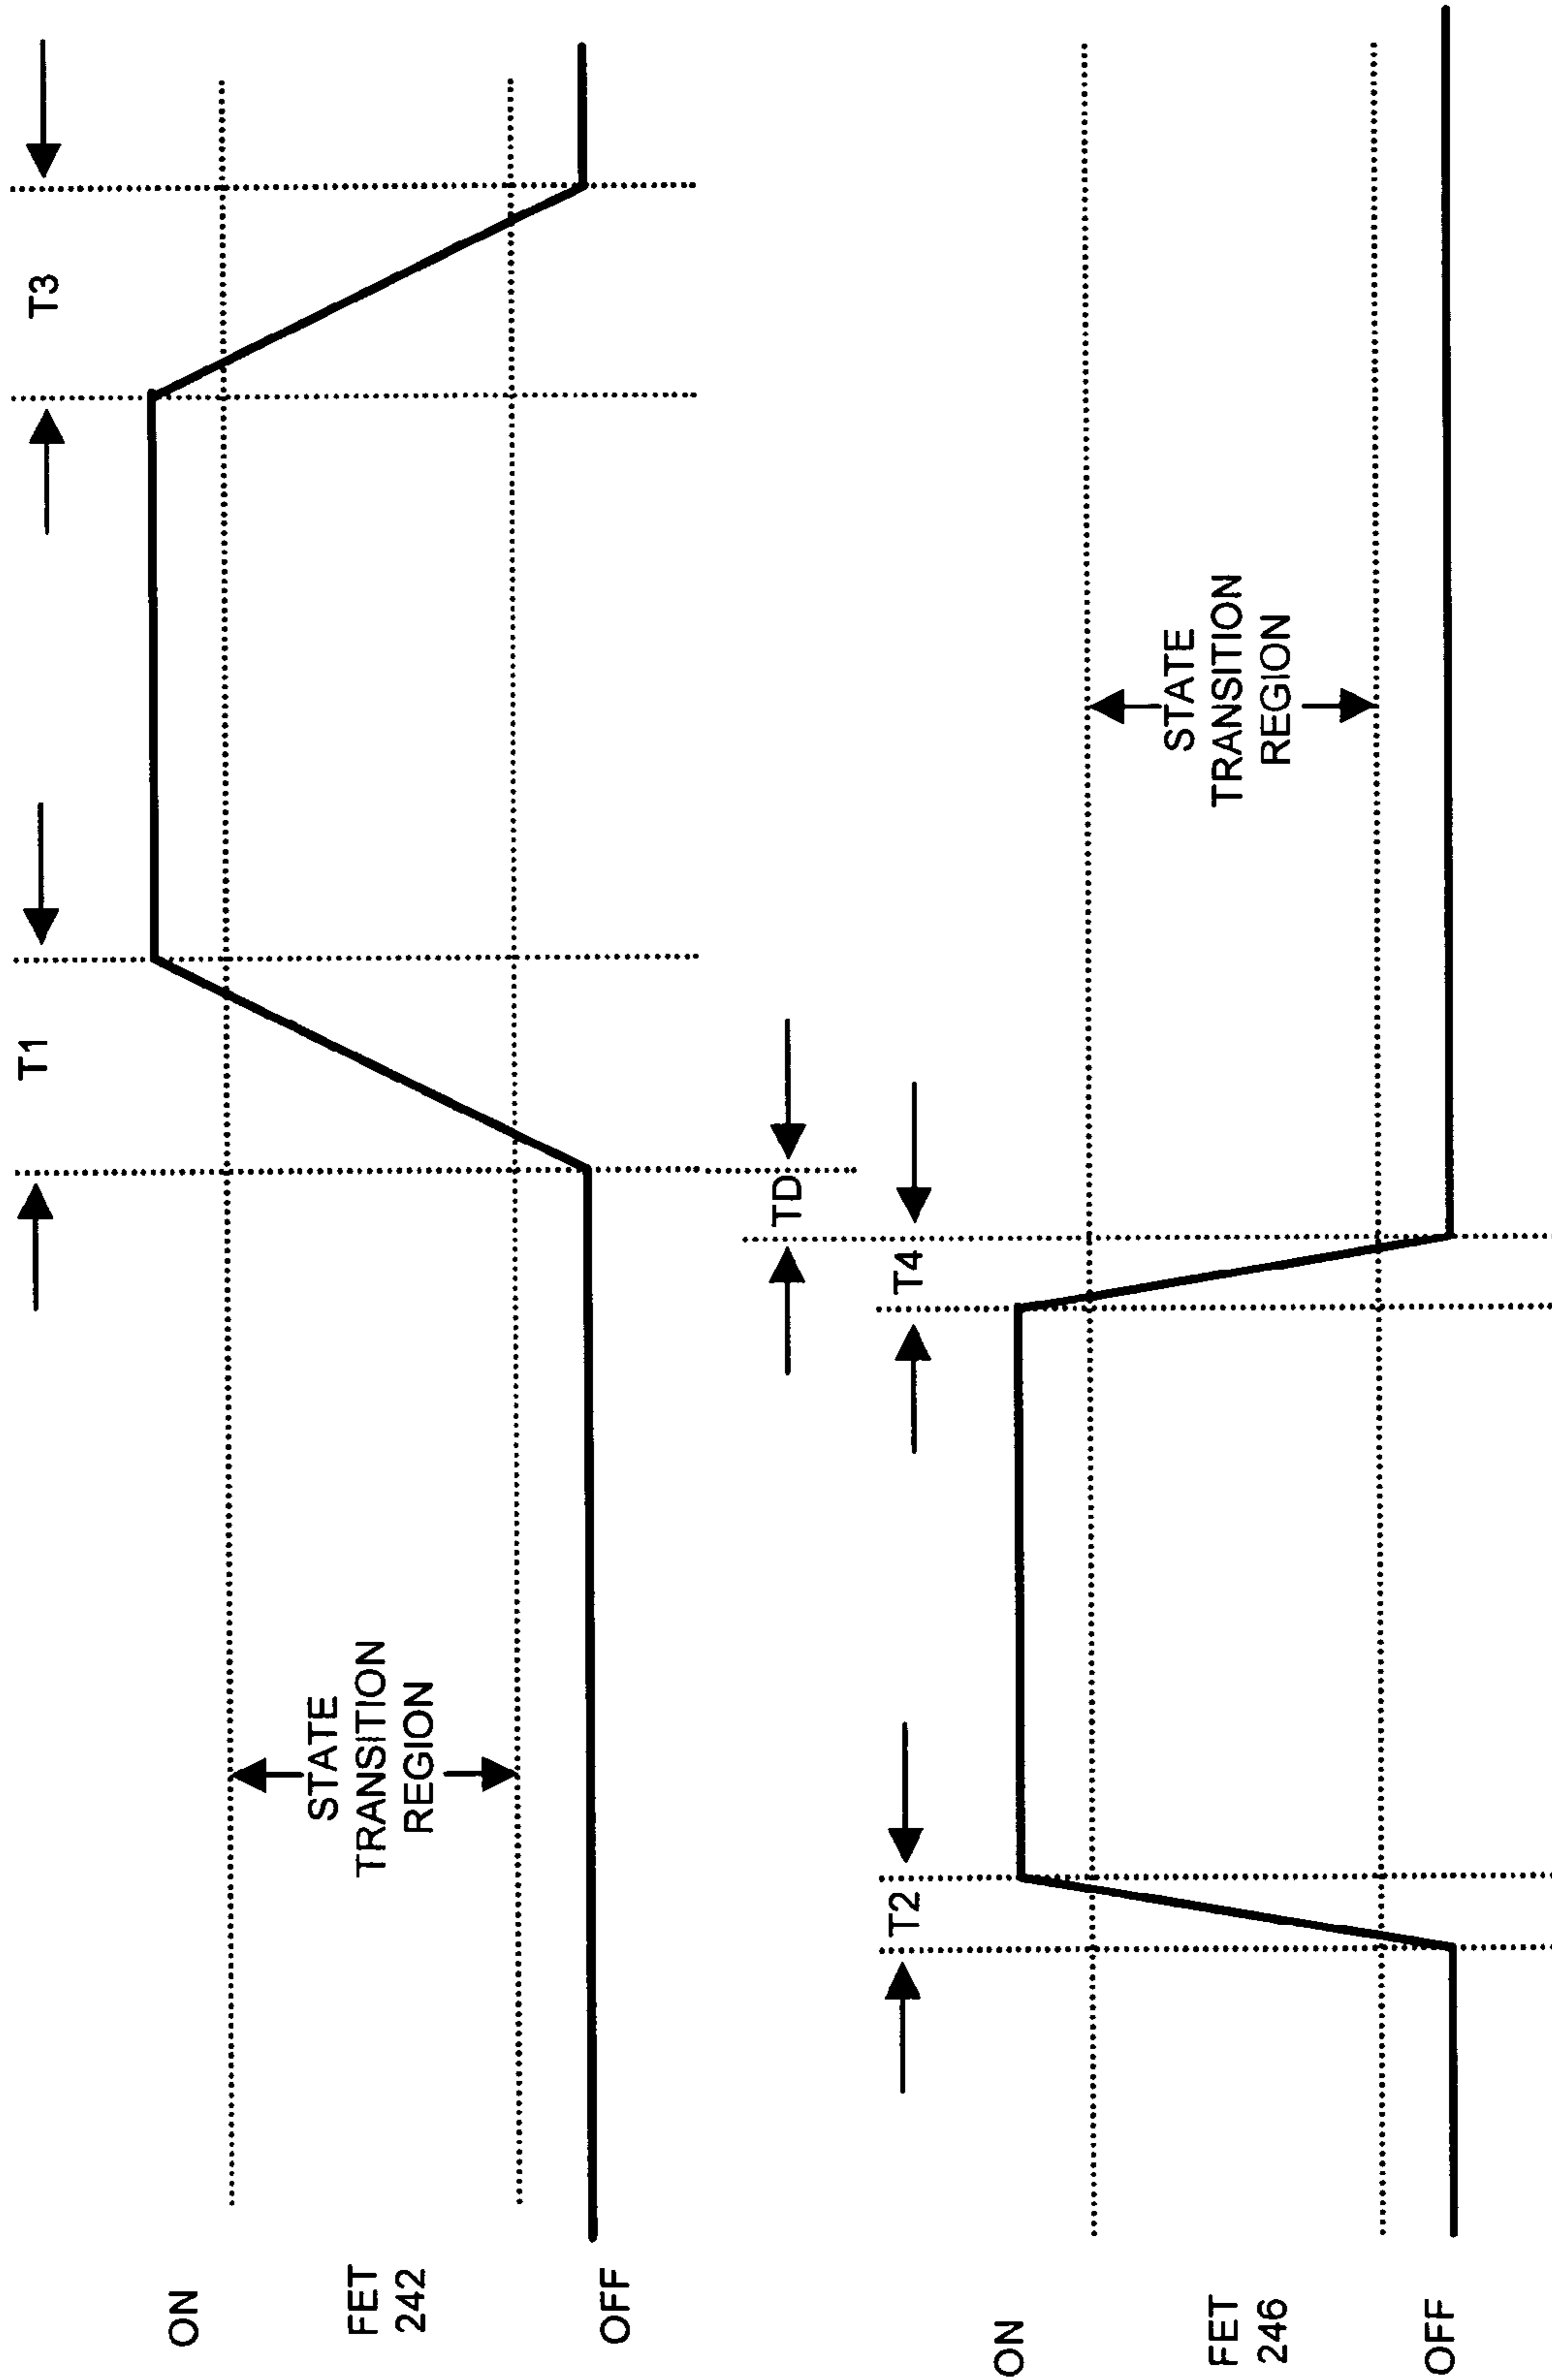 T1
T3
ON
STATE
TRANSITION
REGION
FET
242
OFF
TD
T2
T4
ON
STATE
TRANSITION
REGION
FET
246
OFF